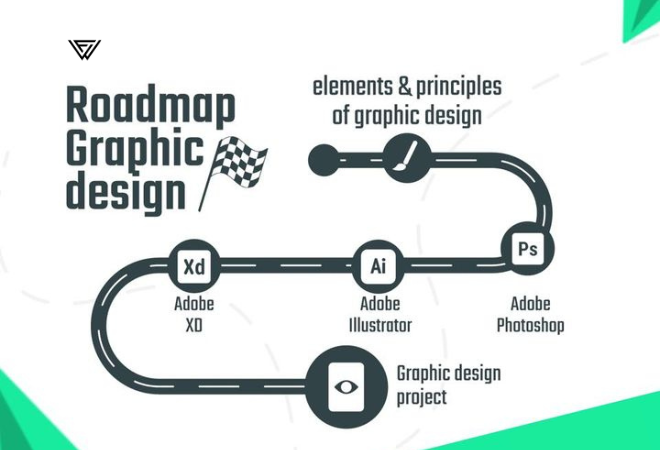 Roadmap
Graphic
design
elements & principles
of graphic design
Ps
Adobe
Photoshop
Ai
Adobe
Illustrator
Xd
Adobe
XD
Graphic design
project